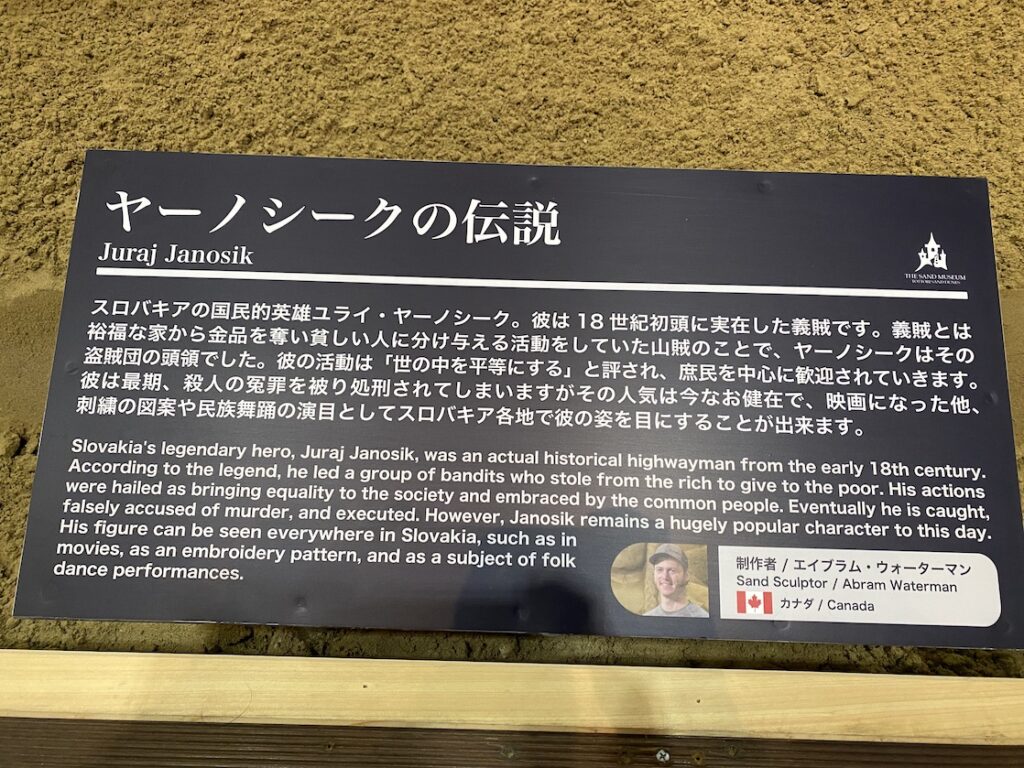 ヤーノシークの伝説
Juraj Janosik
THE SAND MUSEUM
TOTTORI SAND DUNES
スロバキアの国民的英雄ユライ・ヤーノシーク。彼は 18 世紀初頭に実在した義賊です。義賊とは
裕福な家から金品を奪い貧しい人に分け与える活動をしていた山賊のことで、ヤーノシークはその
盗賊団の頭領でした。彼の活動は「世の中を平等にする」と評され、庶民を中心に歓迎されていきます。
彼は最期、殺人の冤罪を被り処刑されてしまいますがその人気は今なお健在で、映画になった他、
刺繍の図案や民族舞踊の演目としてスロバキア各地で彼の姿を目にすることが出来ます。
Slovakia's legendary hero, Juraj Janosik, was an actual historical highwayman from the early 18th century.
According to the legend, he led a group of bandits who stole from the rich to give to the poor. His actions
were hailed as bringing equality to the society and embraced by the common people. Eventually he is caught,
falsely accused of murder, and executed. However, Janosik remains a hugely popular character to this day.
His figure can be seen everywhere in Slovakia, such as in
movies, as an embroidery pattern, and as a subject of folk
dance performances.
制作者 / エイブラム・ウォーターマン
Sand Sculptor / Abram Waterman
カナダ / Canada